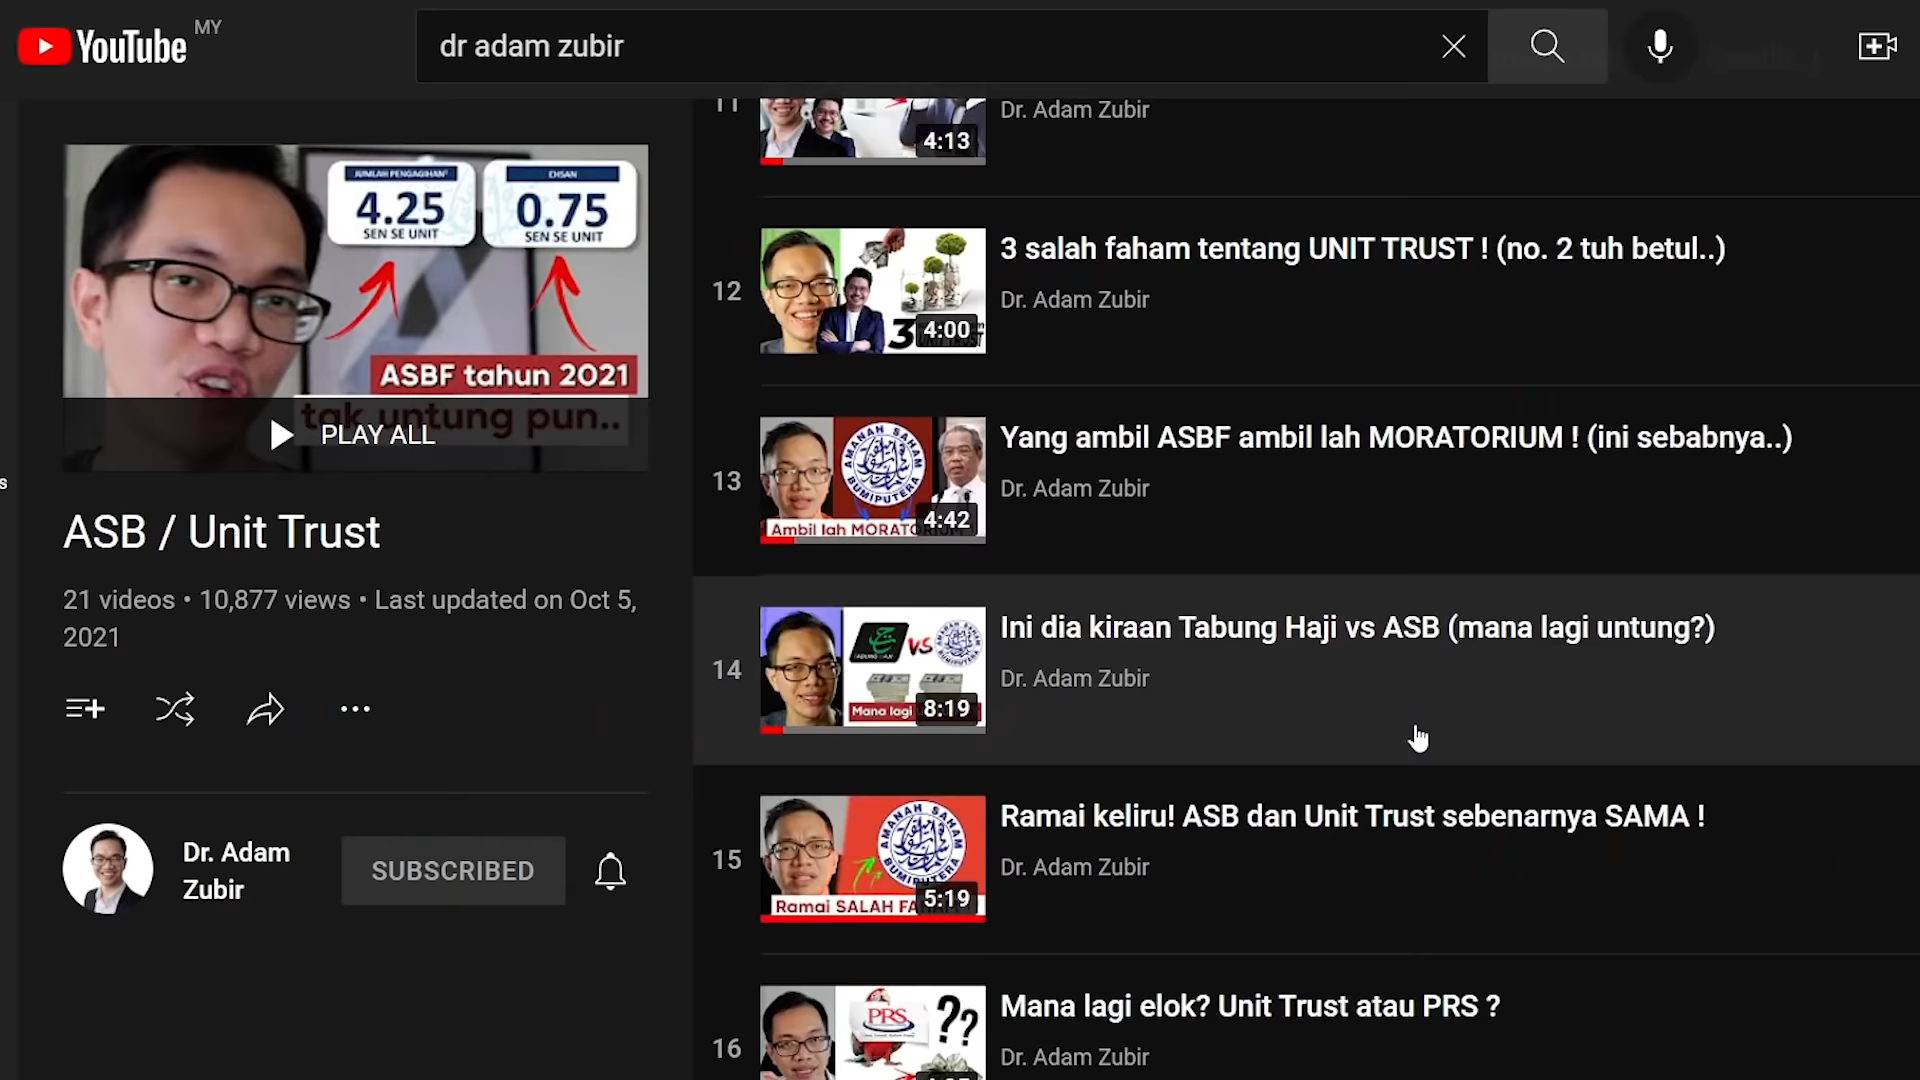 YouTube MY
dr adam zubir
JUMLAH PENGAGIHAN
4.25
SEN SE UNIT
EHSAN
0.75
SEN SE UNIT
ASBF tahun 2021
tak untung pun..
PLAY ALL
ASB / Unit Trust
21 videos • 10,877 views • Last updated on Oct 5,
2021
Dr. Adam
Zubir
SUBSCRIBED
11
4:13
Dr. Adam Zubir
12
3
4:00
3 salah faham tentang UNIT TRUST ! (no. 2 tuh betul..)
Dr. Adam Zubir
13
AMANAH SAHAM
BUMIPUTERA
Ambil lah MORATORIUM
4:42
Yang ambil ASBF ambil lah MORATORIUM ! (ini sebabnya..)
Dr. Adam Zubir
14
VS
Mana lagi
8:19
Ini dia kiraan Tabung Haji vs ASB (mana lagi untung?)
Dr. Adam Zubir
15
AMANAH SAHAM
BUMIPUTERA
Ramai SALAH FAHAM
5:19
Ramai keliru! ASB dan Unit Trust sebenarnya SAMA !
Dr. Adam Zubir
16
PRS
??
Mana lagi elok? Unit Trust atau PRS ?
Dr. Adam Zubir